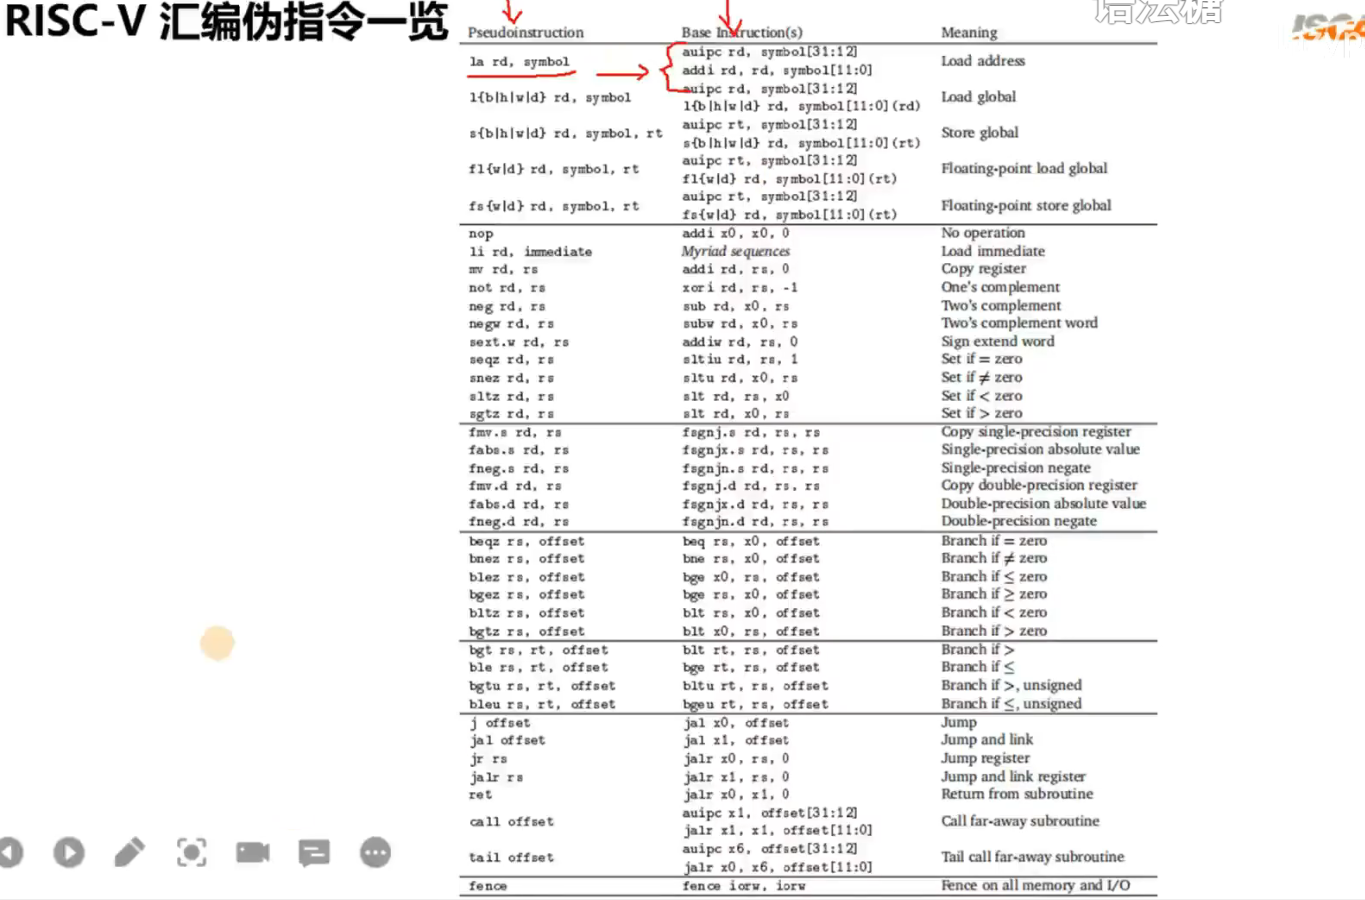 RISC-V 汇编伪指令一览
语法糖
Pseudoinstruction Base Instruction(s) Meaning
la rd, symbol auipc rd, symbol[31:12] Load address
addi rd, rd, symbol[11:0]
l{b|h|w|d} rd, symbol auipc rd, symbol[31:12] Load global
l{b|h|w|d} rd, symbol[11:0](rd)
s{b|h|w|d} rd, symbol, rt auipc rt, symbol[31:12] Store global
s{b|h|w|d} rd, symbol[11:0](rt)
fl{w|d} rd, symbol, rt auipc rt, symbol[31:12] Floating-point load global
fl{w|d} rd, symbol[11:0](rt)
fs{w|d} rd, symbol, rt auipc rt, symbol[31:12] Floating-point store global
fs{w|d} rd, symbol[11:0](rt)
nop addi x0, x0, 0 No operation
li rd, immediate Myriad sequences Load immediate
mv rd, rs addi rd, rs, 0 Copy register
not rd, rs xori rd, rs, -1 One's complement
neg rd, rs sub rd, x0, rs Two's complement
negw rd, rs subw rd, x0, rs Two's complement word
sext.w rd, rs addiw rd, rs, 0 Sign extend word
seqz rd, rs sltiu rd, rs, 1 Set if = zero
snez rd, rs sltu rd, x0, rs Set if ≠ zero
sltz rd, rs slt rd, rs, x0 Set if < zero
sgtz rd, rs slt rd, x0, rs Set if > zero
fmv.s rd, rs fsgnj.s rd, rs, rs Copy single-precision register
fabs.s rd, rs fsgnjx.s rd, rs, rs Single-precision absolute value
fneg.s rd, rs fsgnjn.s rd, rs, rs Single-precision negate
fmv.d rd, rs fsgnj.d rd, rs, rs Copy double-precision register
fabs.d rd, rs fsgnjx.d rd, rs, rs Double-precision absolute value
fneg.d rd, rs fsgnjn.d rd, rs, rs Double-precision negate
beqz rs, offset beq rs, x0, offset Branch if = zero
bnez rs, offset bne rs, x0, offset Branch if ≠ zero
blez rs, offset bge x0, rs, offset Branch if ≤ zero
bgez rs, offset bge rs, x0, offset Branch if ≥ zero
bltz rs, offset blt rs, x0, offset Branch if < zero
bgtz rs, offset blt x0, rs, offset Branch if > zero
bgt rs, rt, offset blt rt, rs, offset Branch if >
ble rs, rt, offset bge rt, rs, offset Branch if ≤
bgtu rs, rt, offset bltu rt, rs, offset Branch if >, unsigned
bleu rs, rt, offset bgeu rt, rs, offset Branch if ≤, unsigned
j offset jal x0, offset Jump
jal offset jal x1, offset Jump and link
jr rs jalr x0, rs, 0 Jump register
jalr rs jalr x1, rs, 0 Jump and link register
ret jalr x0, x1, 0 Return from subroutine
call offset auipc x1, offset[31:12] Call far-away subroutine
jalr x1, x1, offset[11:0]
tail offset auipc x6, offset[31:12] Tail call far-away subroutine
jalr x0, x6, offset[11:0]
fence fence iorw, iorw Fence on all memory and I/O